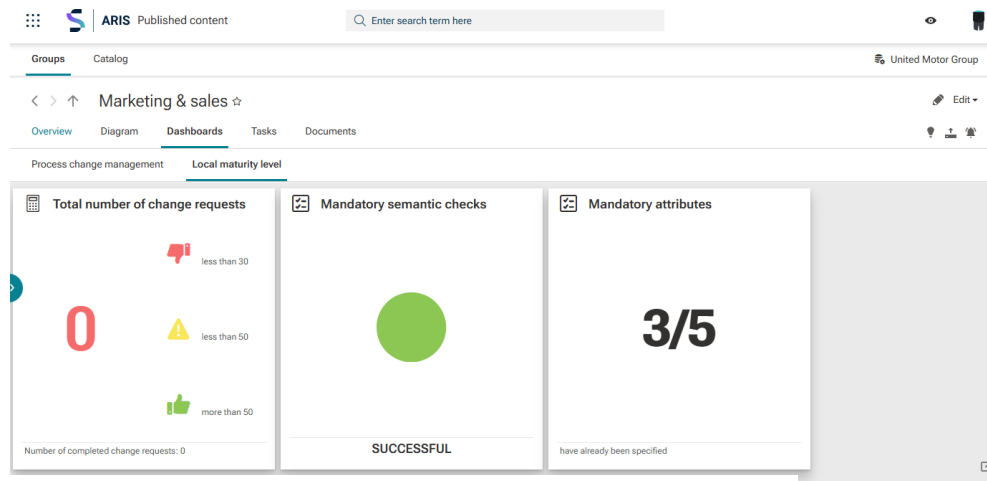 ARIS Published content
Enter search term here
Groups Catalog
United Motor Group
Marketing & sales
Edit
Overview Diagram Dashboards Tasks Documents
Process change management Local maturity level
Total number of change requests
less than 30
0
less than 50
more than 50
Number of completed change requests: 0
Mandatory semantic checks
SUCCESSFUL
Mandatory attributes
3/5
have already been specified